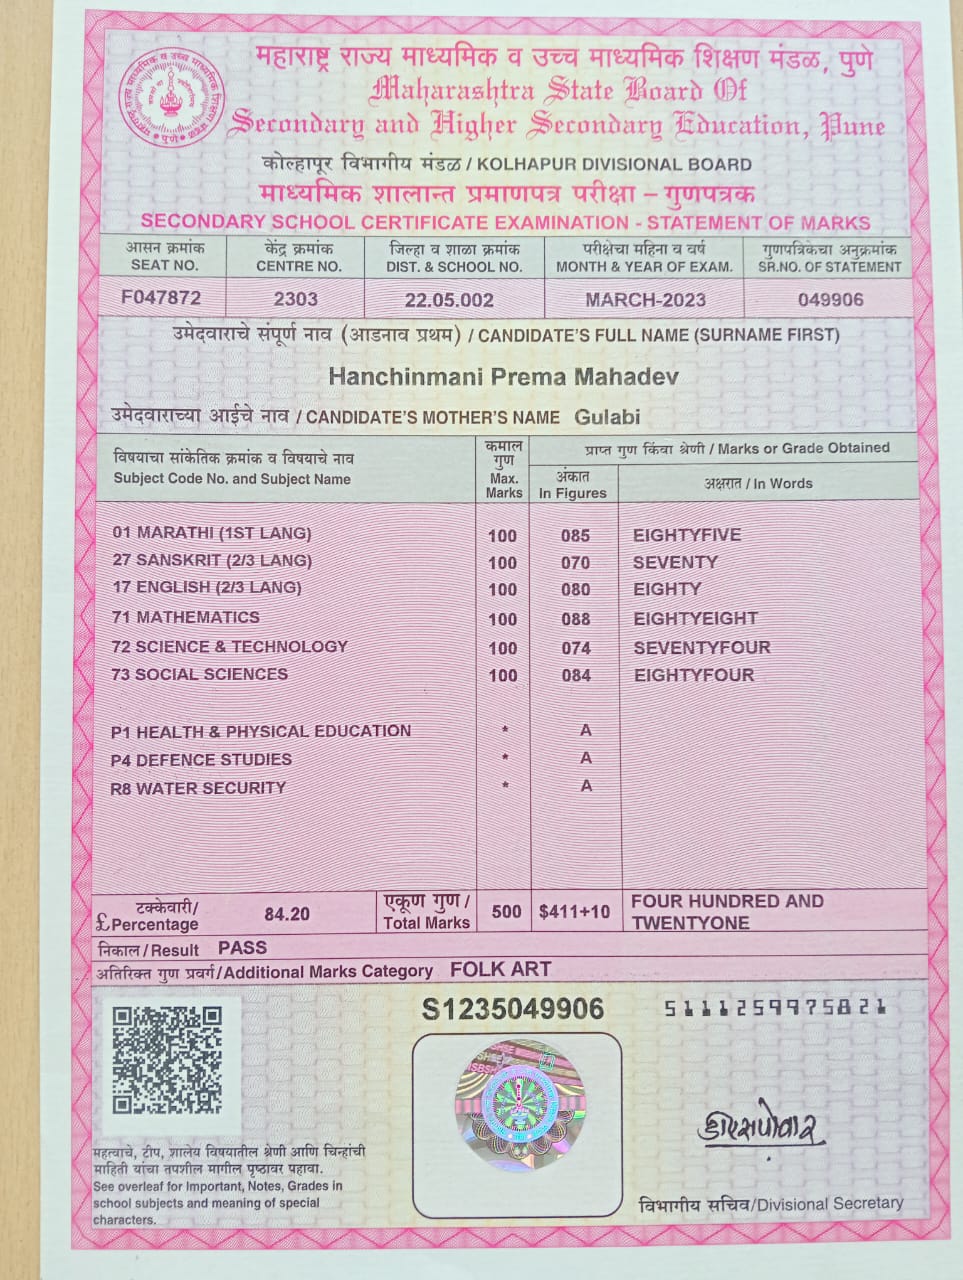 महाराष्ट्र राज्य माध्यमिक व उच्च माध्यमिक शिक्षण मंडळ, पुणे
Maharashtra State Board Of
Secondary and Higher Secondary Education, Pune
कोल्हापूर विभागीय मंडळ / KOLHAPUR DIVISIONAL BOARD
माध्यमिक शालान्त प्रमाणपत्र परीक्षा – गुणपत्रक
SECONDARY SCHOOL CERTIFICATE EXAMINATION - STATEMENT OF MARKS
आसन क्रमांक केंद्र क्रमांक जिल्हा व शाळा क्रमांक परीक्षेचा महिना व वर्ष गुणपत्रिकेचा अनुक्रमांक
SEAT NO. CENTRE NO. DIST. & SCHOOL NO. MONTH & YEAR OF EXAM. SR.NO. OF STATEMENT
F047872 2303 22.05.002 MARCH-2023 049906
उमेदवाराचे संपूर्ण नाव (आडनाव प्रथम) / CANDIDATE'S FULL NAME (SURNAME FIRST)
Hanchinmani Prema Mahadev
उमेदवाराच्या आईचे नाव / CANDIDATE'S MOTHER'S NAME Gulabi
विषयाचा सांकेतिक क्रमांक व विषयाचे नाव
Subject Code No. and Subject Name
कमाल
गुण
Max.
Marks
प्राप्त गुण किंवा श्रेणी / Marks or Grade Obtained
अंकात
In Figures
अक्षरात / In Words
01 MARATHI (1ST LANG) 100 085 EIGHTYFIVE
27 SANSKRIT (2/3 LANG) 100 070 SEVENTY
17 ENGLISH (2/3 LANG) 100 080 EIGHTY
71 MATHEMATICS 100 088 EIGHTYEIGHT
72 SCIENCE & TECHNOLOGY 100 074 SEVENTYFOUR
73 SOCIAL SCIENCES 100 084 EIGHTYFOUR
P1 HEALTH & PHYSICAL EDUCATION * A
P4 DEFENCE STUDIES * A
R8 WATER SECURITY * A
टक्केवारी/
£Percentage
84.20
एकूण गुण /
Total Marks
500 $411+10
FOUR HUNDRED AND
TWENTYONE
निकाल/Result PASS
अतिरिक्त गुण प्रवर्ग/Additional Marks Category FOLK ART
S1235049906 5111259975821
महत्वाचे, टीप, शालेय विषयातील श्रेणी आणि चिन्हांची
माहिती यांचा तपशील मागील पृष्ठावर पहावा.
See overleaf for Important, Notes, Grades in
school subjects and meaning of special
characters.
विभागीय सचिव/Divisional Secretary